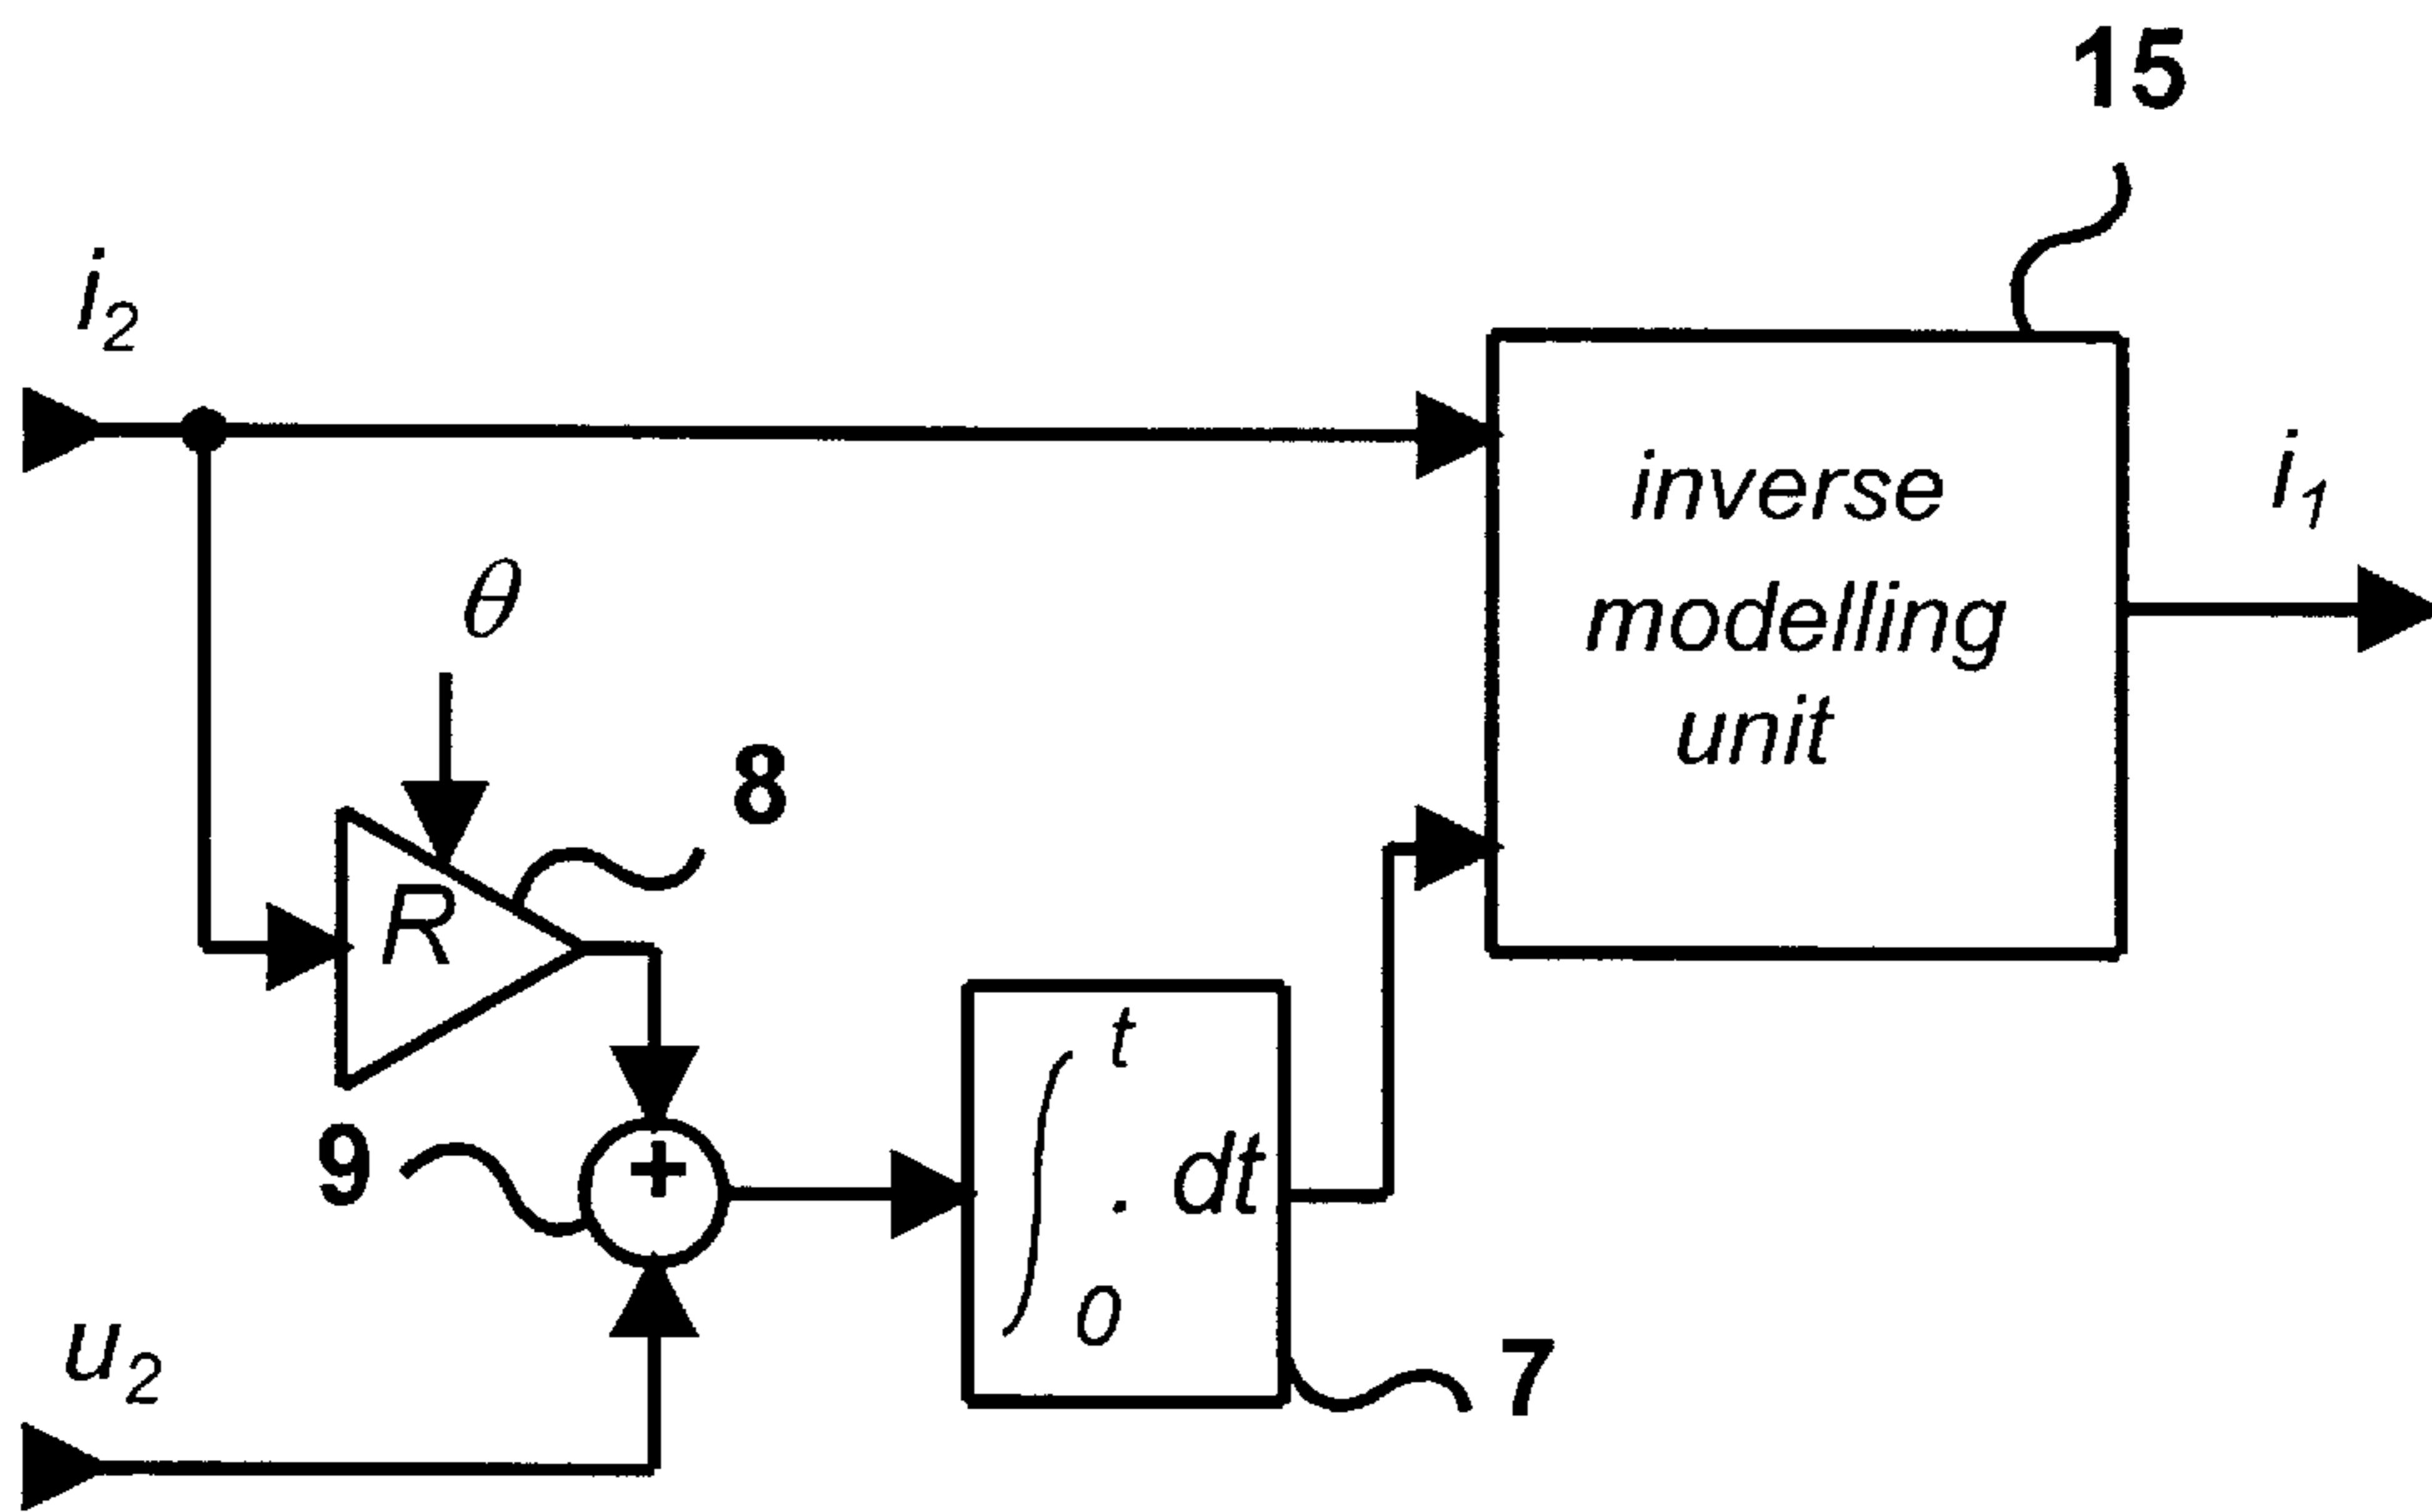 15
i2
i1
inverse
modelling
unit
θ
8
R
t
9
+
∫ . dt
0
u2
7